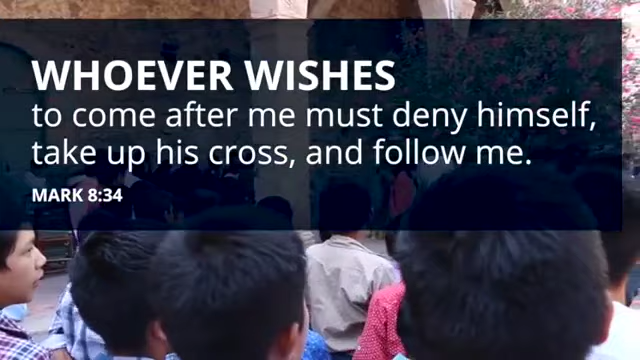 WHOEVER WISHES
to come after me must deny himself,
take up his cross, and follow me.
MARK 8:34